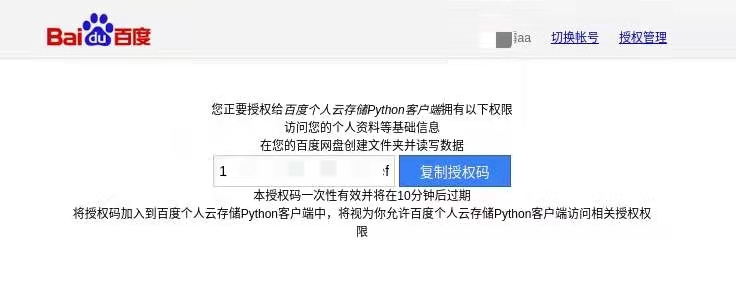 Bai du 百度
jaa 切换帐号 授权管理
您正要授权给百度个人云存储Python客户端拥有以下权限
访问您的个人资料等基础信息
在您的百度网盘创建文件夹并读写数据
1 ef 复制授权码
本授权码一次性有效并将在10分钟后过期
将授权码加入到百度个人云存储Python客户端中，将视为你允许百度个人云存储Python客户端访问相关授权权
限